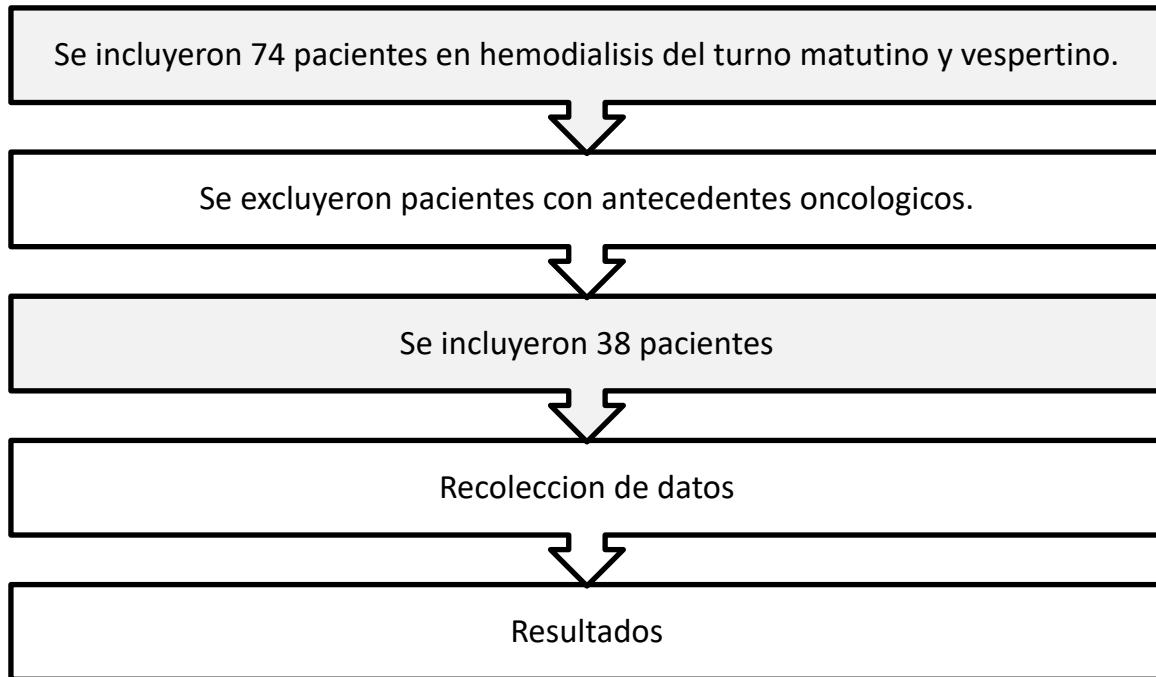 Se incluyeron 74 pacientes en hemodialisis del turno matutino y vespertino.
Se excluyeron pacientes con antecedentes oncologicos.
Se incluyeron 38 pacientes
Recoleccion de datos
Resultados